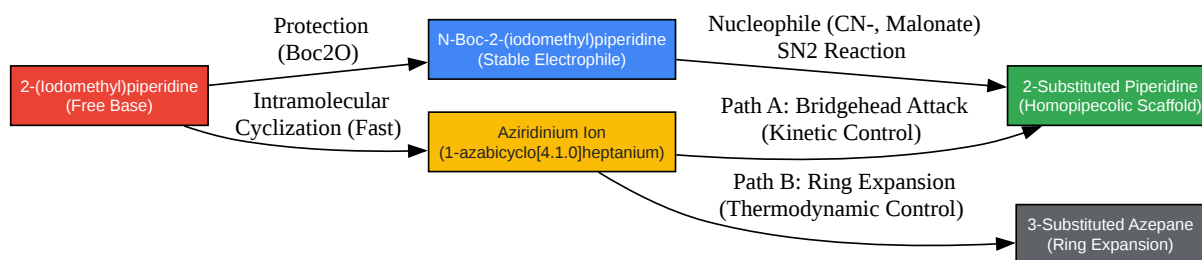 Protection
(Boc2O)
N-Boc-2-(iodomethyl)piperidine
(Stable Electrophile)
Nucleophile (CN-, Malonate)
SN2 Reaction
2-(Iodomethyl)piperidine
(Free Base)
Intramolecular
Cyclization (Fast)
Aziridinium Ion
(1-azabicyclo[4.1.0]heptanium)
Path A: Bridgehead Attack
(Kinetic Control)
2-Substituted Piperidine
(Homopipecolic Scaffold)
Path B: Ring Expansion
(Thermodynamic Control)
3-Substituted Azepane
(Ring Expansion)